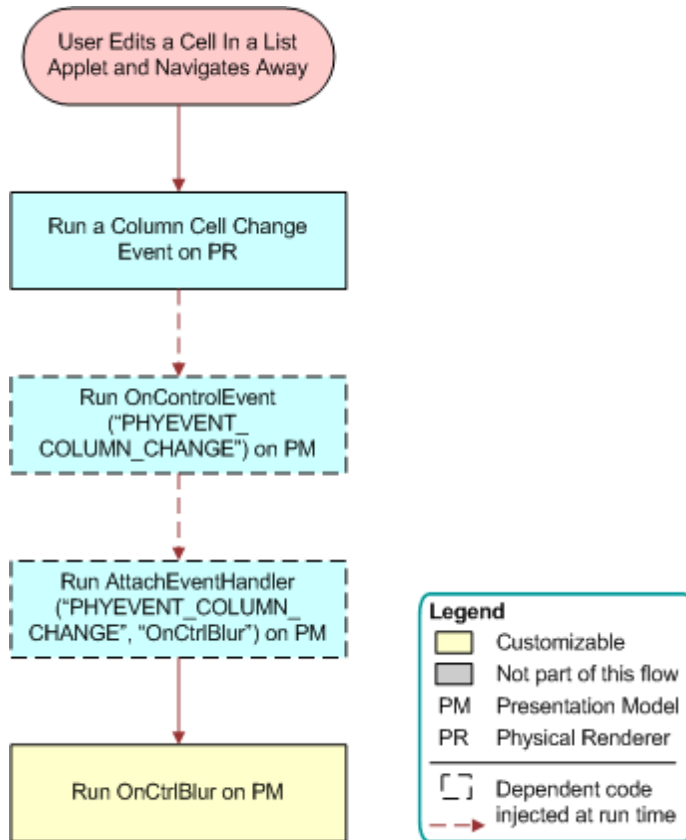 User Edits a Cell In a List
Applet and Navigates Away
Run a Column Cell Change
Event on PR
Run OnControlEvent
(“PHYEVENT_
COLUMN_CHANGE”) on PM
Run AttachEventHandler
(“PHYEVENT_COLUMN_
CHANGE”, “OnCtrlBlur”) on PM
Run OnCtrlBlur on PM
Legend
Customizable
Not part of this flow
PM Presentation Model
PR Physical Renderer
Dependent code
injected at run time